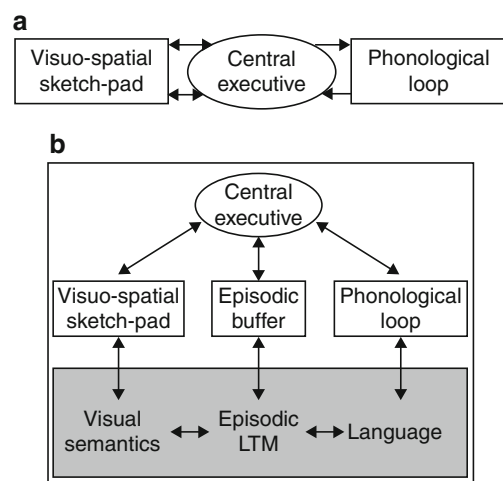 a
Visuo-spatial
sketch-pad
Central
executive
Phonological
loop
b
Central
executive
Visuo-spatial
sketch-pad
Episodic
buffer
Phonological
loop
Visual
semantics
Episodic
LTM
Language